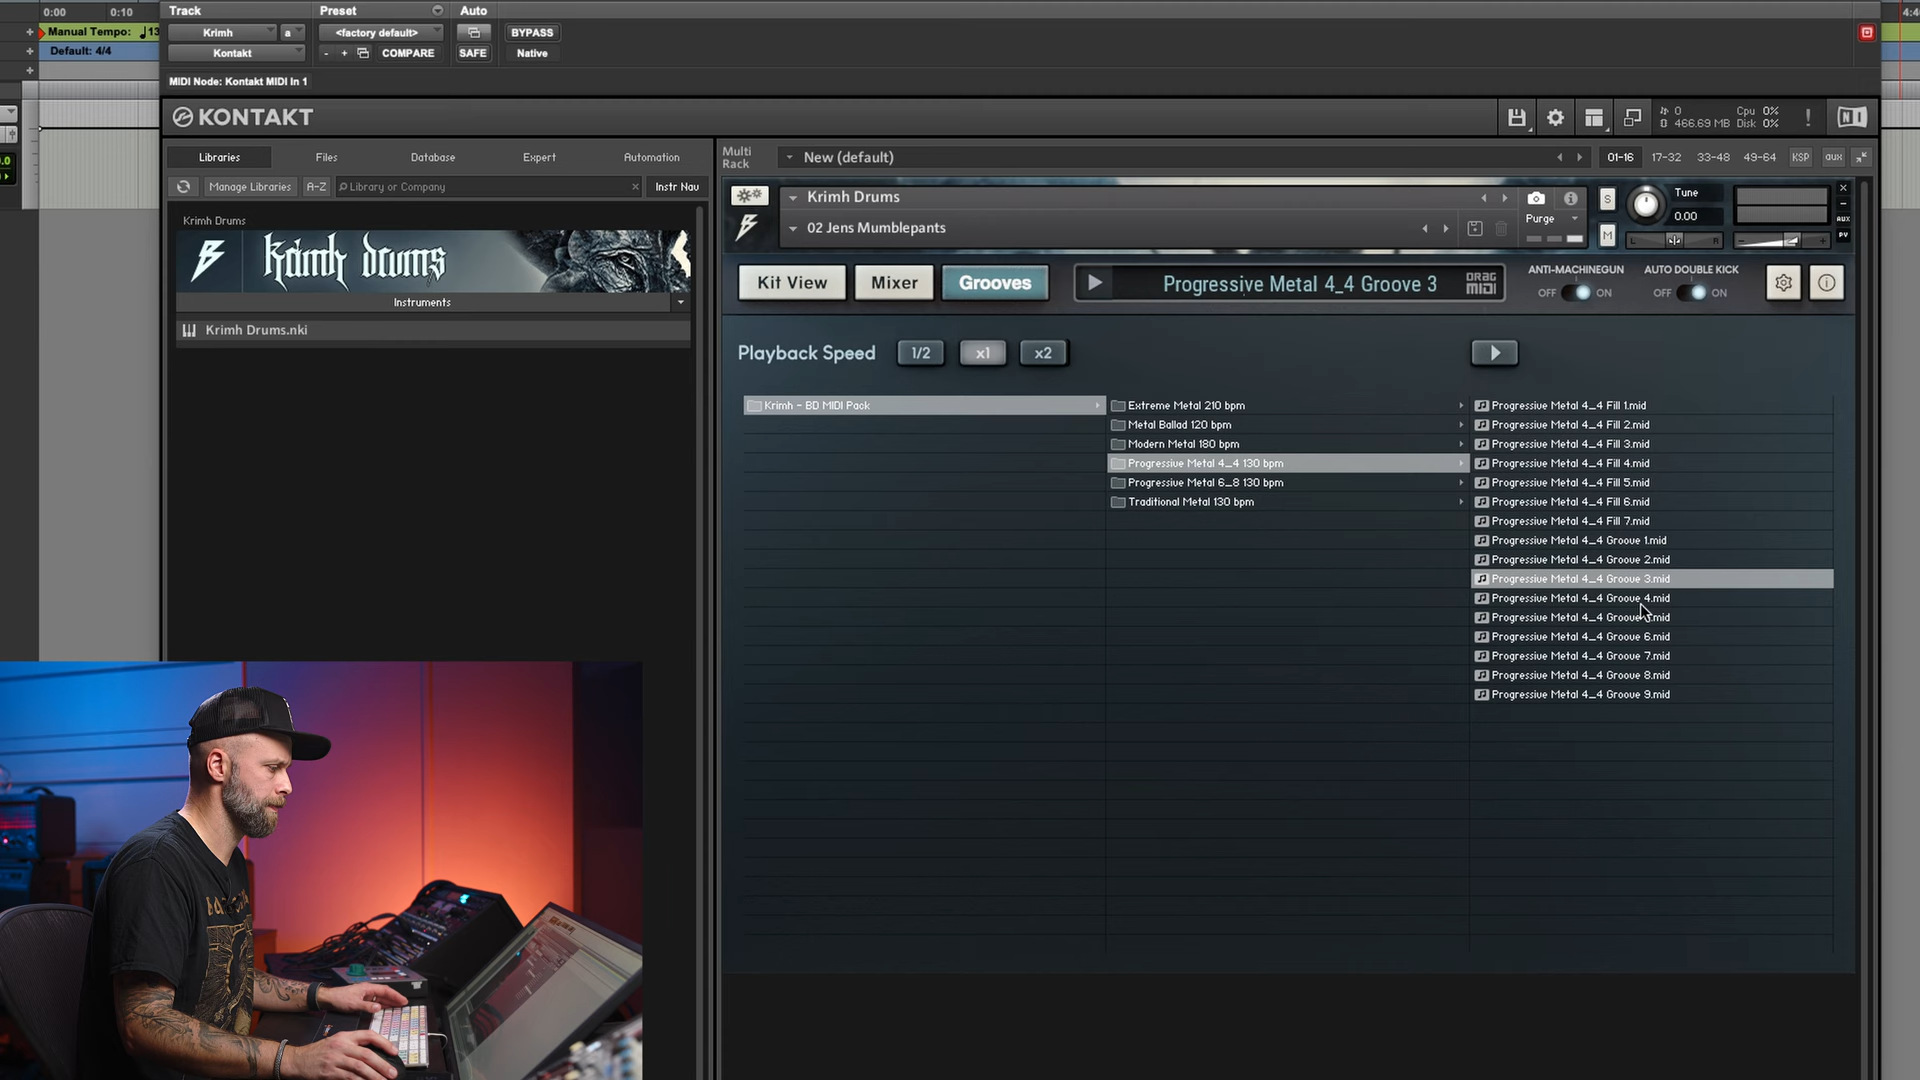 0:00 0:10
Manual Tempo: 13
Default: 4/4
Track Preset Auto
Krimh a <factory default> BYPASS
Kontakt - + COMPARE SAFE Native
MIDI Node: Kontakt MIDI In 1
KONTAKT
0 Cpu 0%
466.69 MB Disk 0%
!
NI
Libraries Files Database Expert Automation
Manage Libraries A-Z Library or Company × Instr Nav
Krimh Drums
krimh drums
Instruments
Krimh Drums.nki
Multi
Rack
New (default)
01-16 17-32 33-48 49-64 KSP aux
Krimh Drums
02 Jens Mumblepants
Purge
S
M
Tune
0.00
L R
- +
AUX
PV
Kit View Mixer Grooves
Progressive Metal 4_4 Groove 3
DRAG
MIDI
ANTI-MACHINEGUN
OFF ON
AUTO DOUBLE KICK
OFF ON
Playback Speed 1/2 x1 x2
Krimh - BD MIDI Pack
Extreme Metal 210 bpm
Metal Ballad 120 bpm
Modern Metal 180 bpm
Progressive Metal 4_4 130 bpm
Progressive Metal 6_8 130 bpm
Traditional Metal 130 bpm
Progressive Metal 4_4 Fill 1.mid
Progressive Metal 4_4 Fill 2.mid
Progressive Metal 4_4 Fill 3.mid
Progressive Metal 4_4 Fill 4.mid
Progressive Metal 4_4 Fill 5.mid
Progressive Metal 4_4 Fill 6.mid
Progressive Metal 4_4 Fill 7.mid
Progressive Metal 4_4 Groove 1.mid
Progressive Metal 4_4 Groove 2.mid
Progressive Metal 4_4 Groove 3.mid
Progressive Metal 4_4 Groove 4.mid
Progressive Metal 4_4
Progressive Metal 4_4 Groove 6.mid
Progressive Metal 4_4 Groove 7.mid
Progressive Metal 4_4 Groove 8.mid
Progressive Metal 4_4 Groove 9.mid